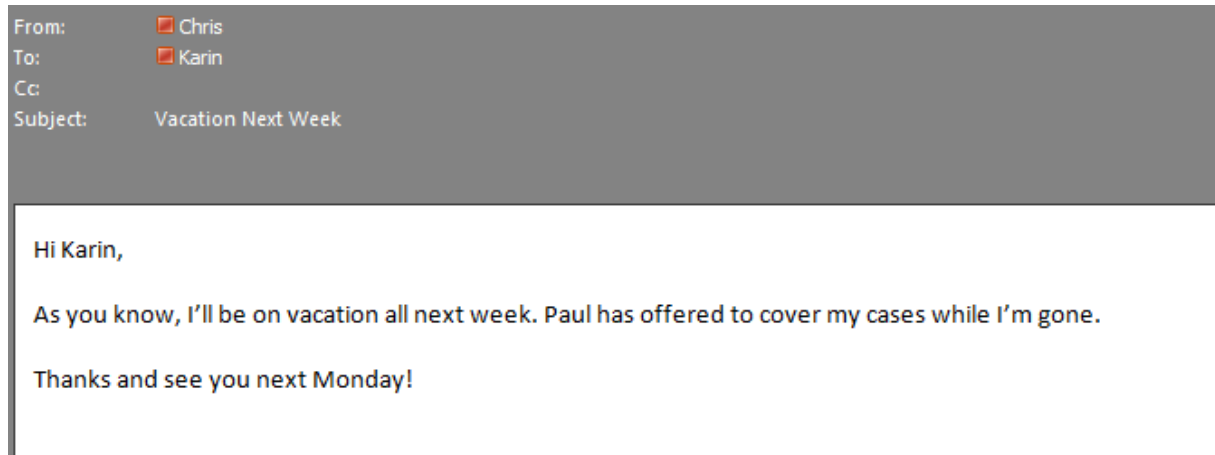 From: Chris
To: Karin
Cc:
Subject: Vacation Next Week
Hi Karin,
As you know, I’ll be on vacation all next week. Paul has offered to cover my cases while I’m gone.
Thanks and see you next Monday!